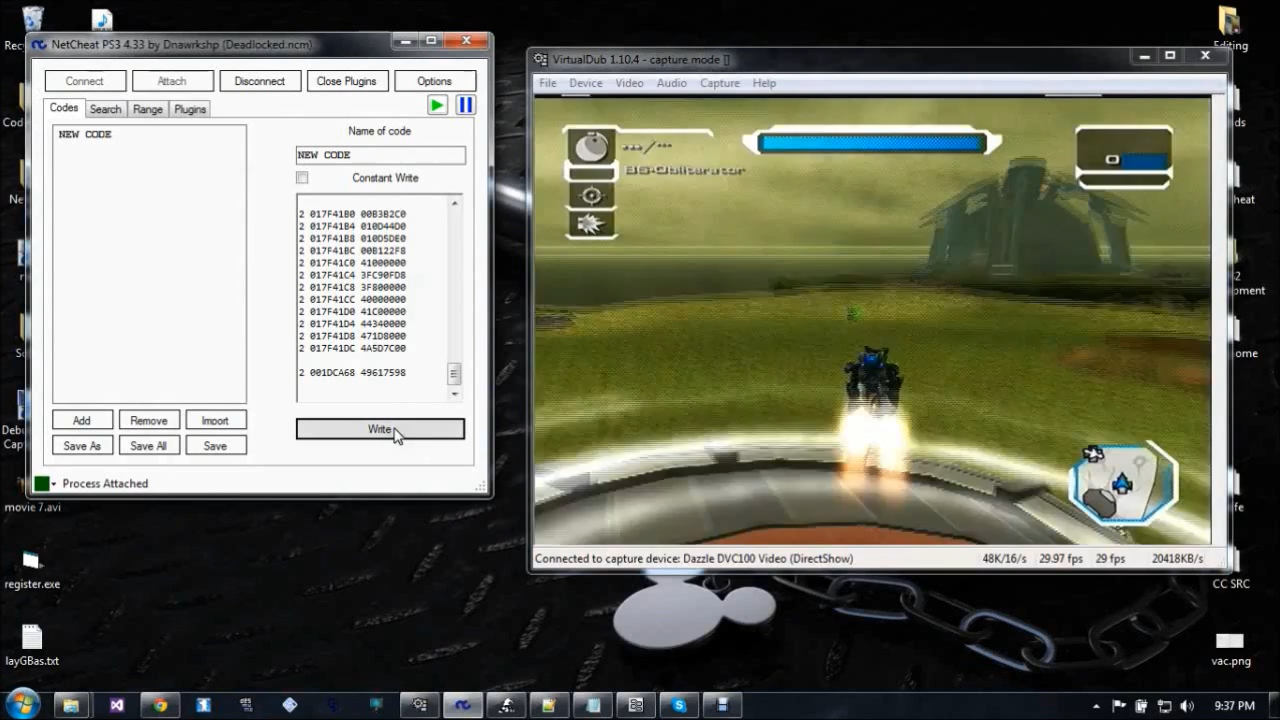 NetCheat PS3 4.33 by Dnawrkshp (Deadlocked.ncm)
Connect Attach Disconnect Close Plugins Options
Codes Search Range Plugins
NEW CODE
Name of code
NEW CODE
Constant Write
2 017F41B0 00B3B2C0
2 017F41B4 010D44D0
2 017F41B8 010D5DE0
2 017F41BC 00B122F8
2 017F41C0 41000000
2 017F41C4 3FC90FD8
2 017F41C8 3F800000
2 017F41CC 40000000
2 017F41D0 41C00000
2 017F41D4 44340000
2 017F41D8 471D8000
2 017F41DC 4A5D7C00
2 001DCA68 49617598
Add Remove Import
Write
Save As Save All Save
Process Attached
VirtualDub 1.10.4 - capture mode []
File Device Video Audio Capture Help
---/---
B6-Obliterator
Connected to capture device: Dazzle DVC100 Video (DirectShow) 48K/16/s 29.97 fps 29 fps 20418KB/s
movie 7.avi
register.exe
layGBas.txt
Editing
CC SRC
vac.png
9:37 PM